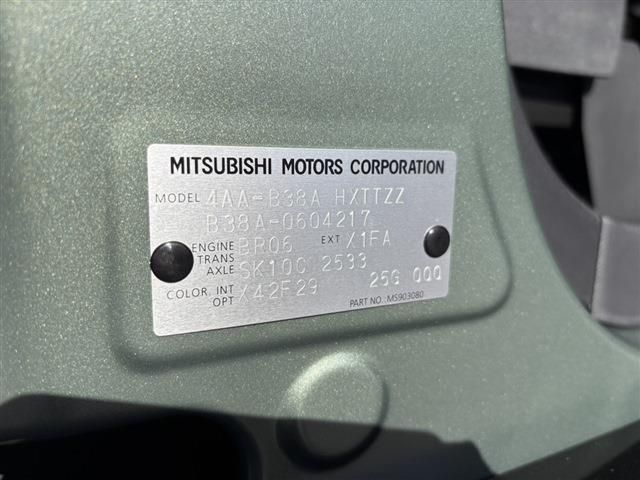 MITSUBISHI MOTORS CORPORATION
MODEL 4AA-B38A HXTTZZ
B38A-0604217
ENGINE BR06 EXT X1FA
TRANS
AXLE SK10C 2533
COLOR, INT X42F29 25G 000
OPT
PART NO.: MS903080